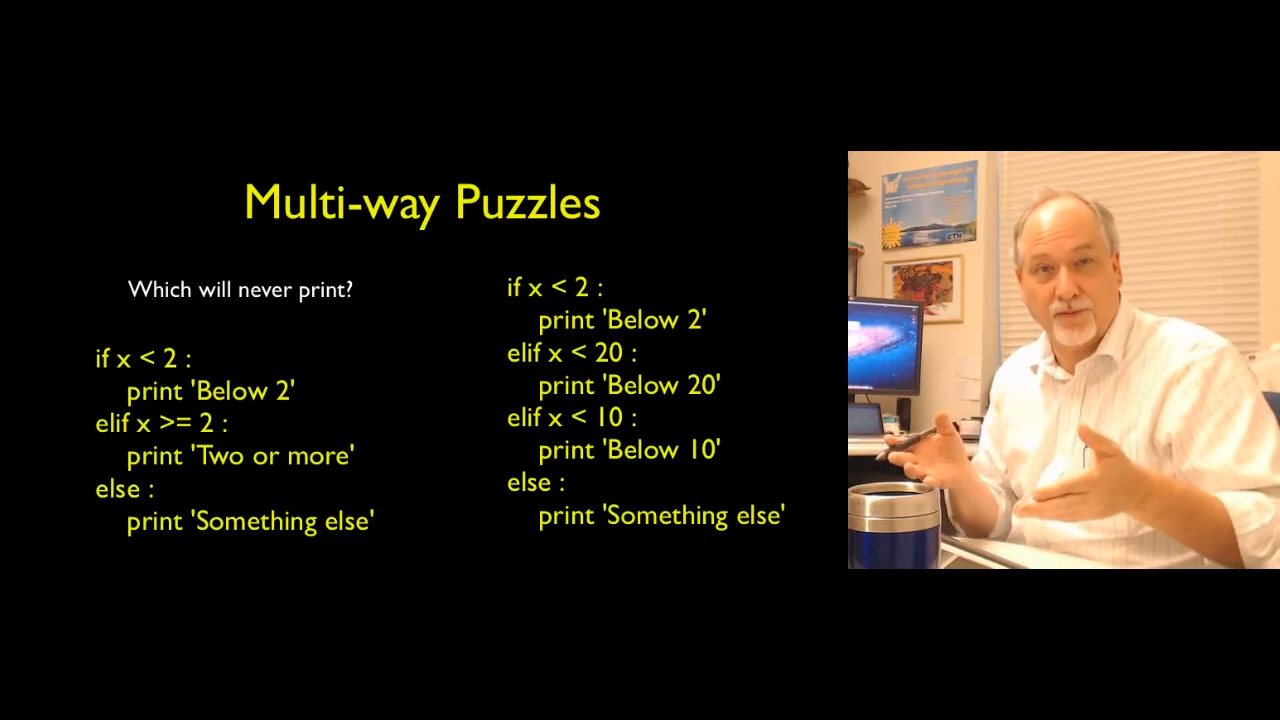 Multi-way Puzzles
Which will never print?
if x < 2 :
print 'Below 2'
elif x >= 2 :
print 'Two or more'
else :
print 'Something else'
if x < 2 :
print 'Below 2'
elif x < 20 :
print 'Below 20'
elif x < 10 :
print 'Below 10'
else :
print 'Something else'
ETH